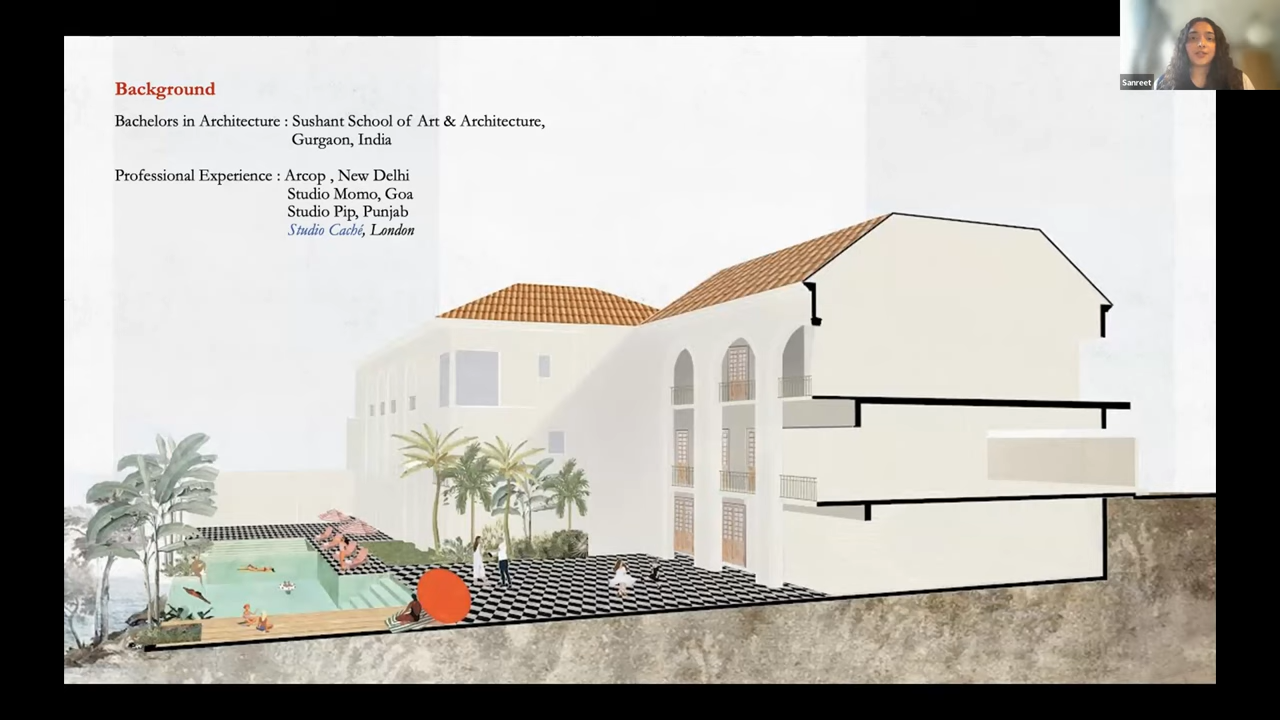 Background
Bachelors in Architecture : Sushant School of Art & Architecture,
Gurgaon, India
Professional Experience : Arcop , New Delhi
Studio Momo, Goa
Studio Pip, Punjab
Studio Caché, London
Sanreet